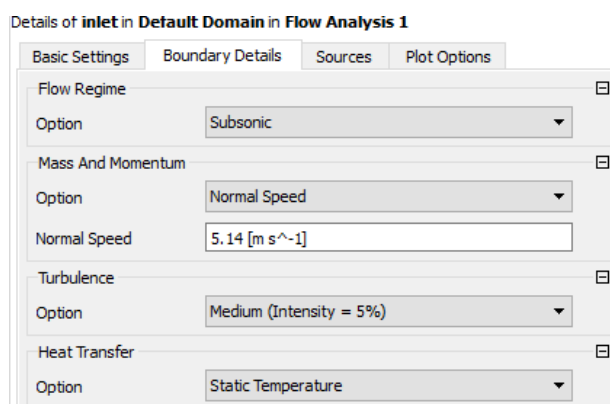 Details of inlet in Default Domain in Flow Analysis 1
Basic Settings Boundary Details Sources Plot Options
Flow Regime
Option Subsonic
Mass And Momentum
Option Normal Speed
Normal Speed 5.14 [m s^-1]
Turbulence
Option Medium (Intensity = 5%)
Heat Transfer
Option Static Temperature